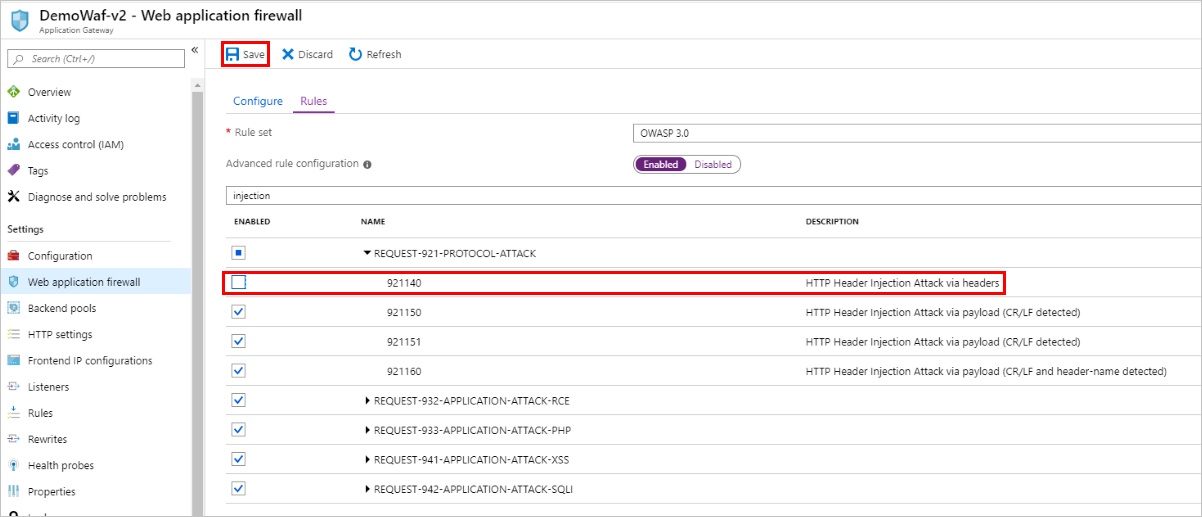 DemoWaf-v2 - Web application firewall
Application Gateway
Search (Ctrl+/)
«
Overview
Activity log
Access control (IAM)
Tags
Diagnose and solve problems
Settings
Configuration
Web application firewall
Backend pools
HTTP settings
Frontend IP configurations
Listeners
Rules
Rewrites
Health probes
Properties
Save Discard Refresh
Configure Rules
* Rule set OWASP 3.0
Advanced rule configuration Enabled Disabled
injection
ENABLED NAME DESCRIPTION
REQUEST-921-PROTOCOL-ATTACK
921140 HTTP Header Injection Attack via headers
921150 HTTP Header Injection Attack via payload (CR/LF detected)
921151 HTTP Header Injection Attack via payload (CR/LF detected)
921160 HTTP Header Injection Attack via payload (CR/LF and header-name detected)
REQUEST-932-APPLICATION-ATTACK-RCE
REQUEST-933-APPLICATION-ATTACK-PHP
REQUEST-941-APPLICATION-ATTACK-XSS
REQUEST-942-APPLICATION-ATTACK-SQLI